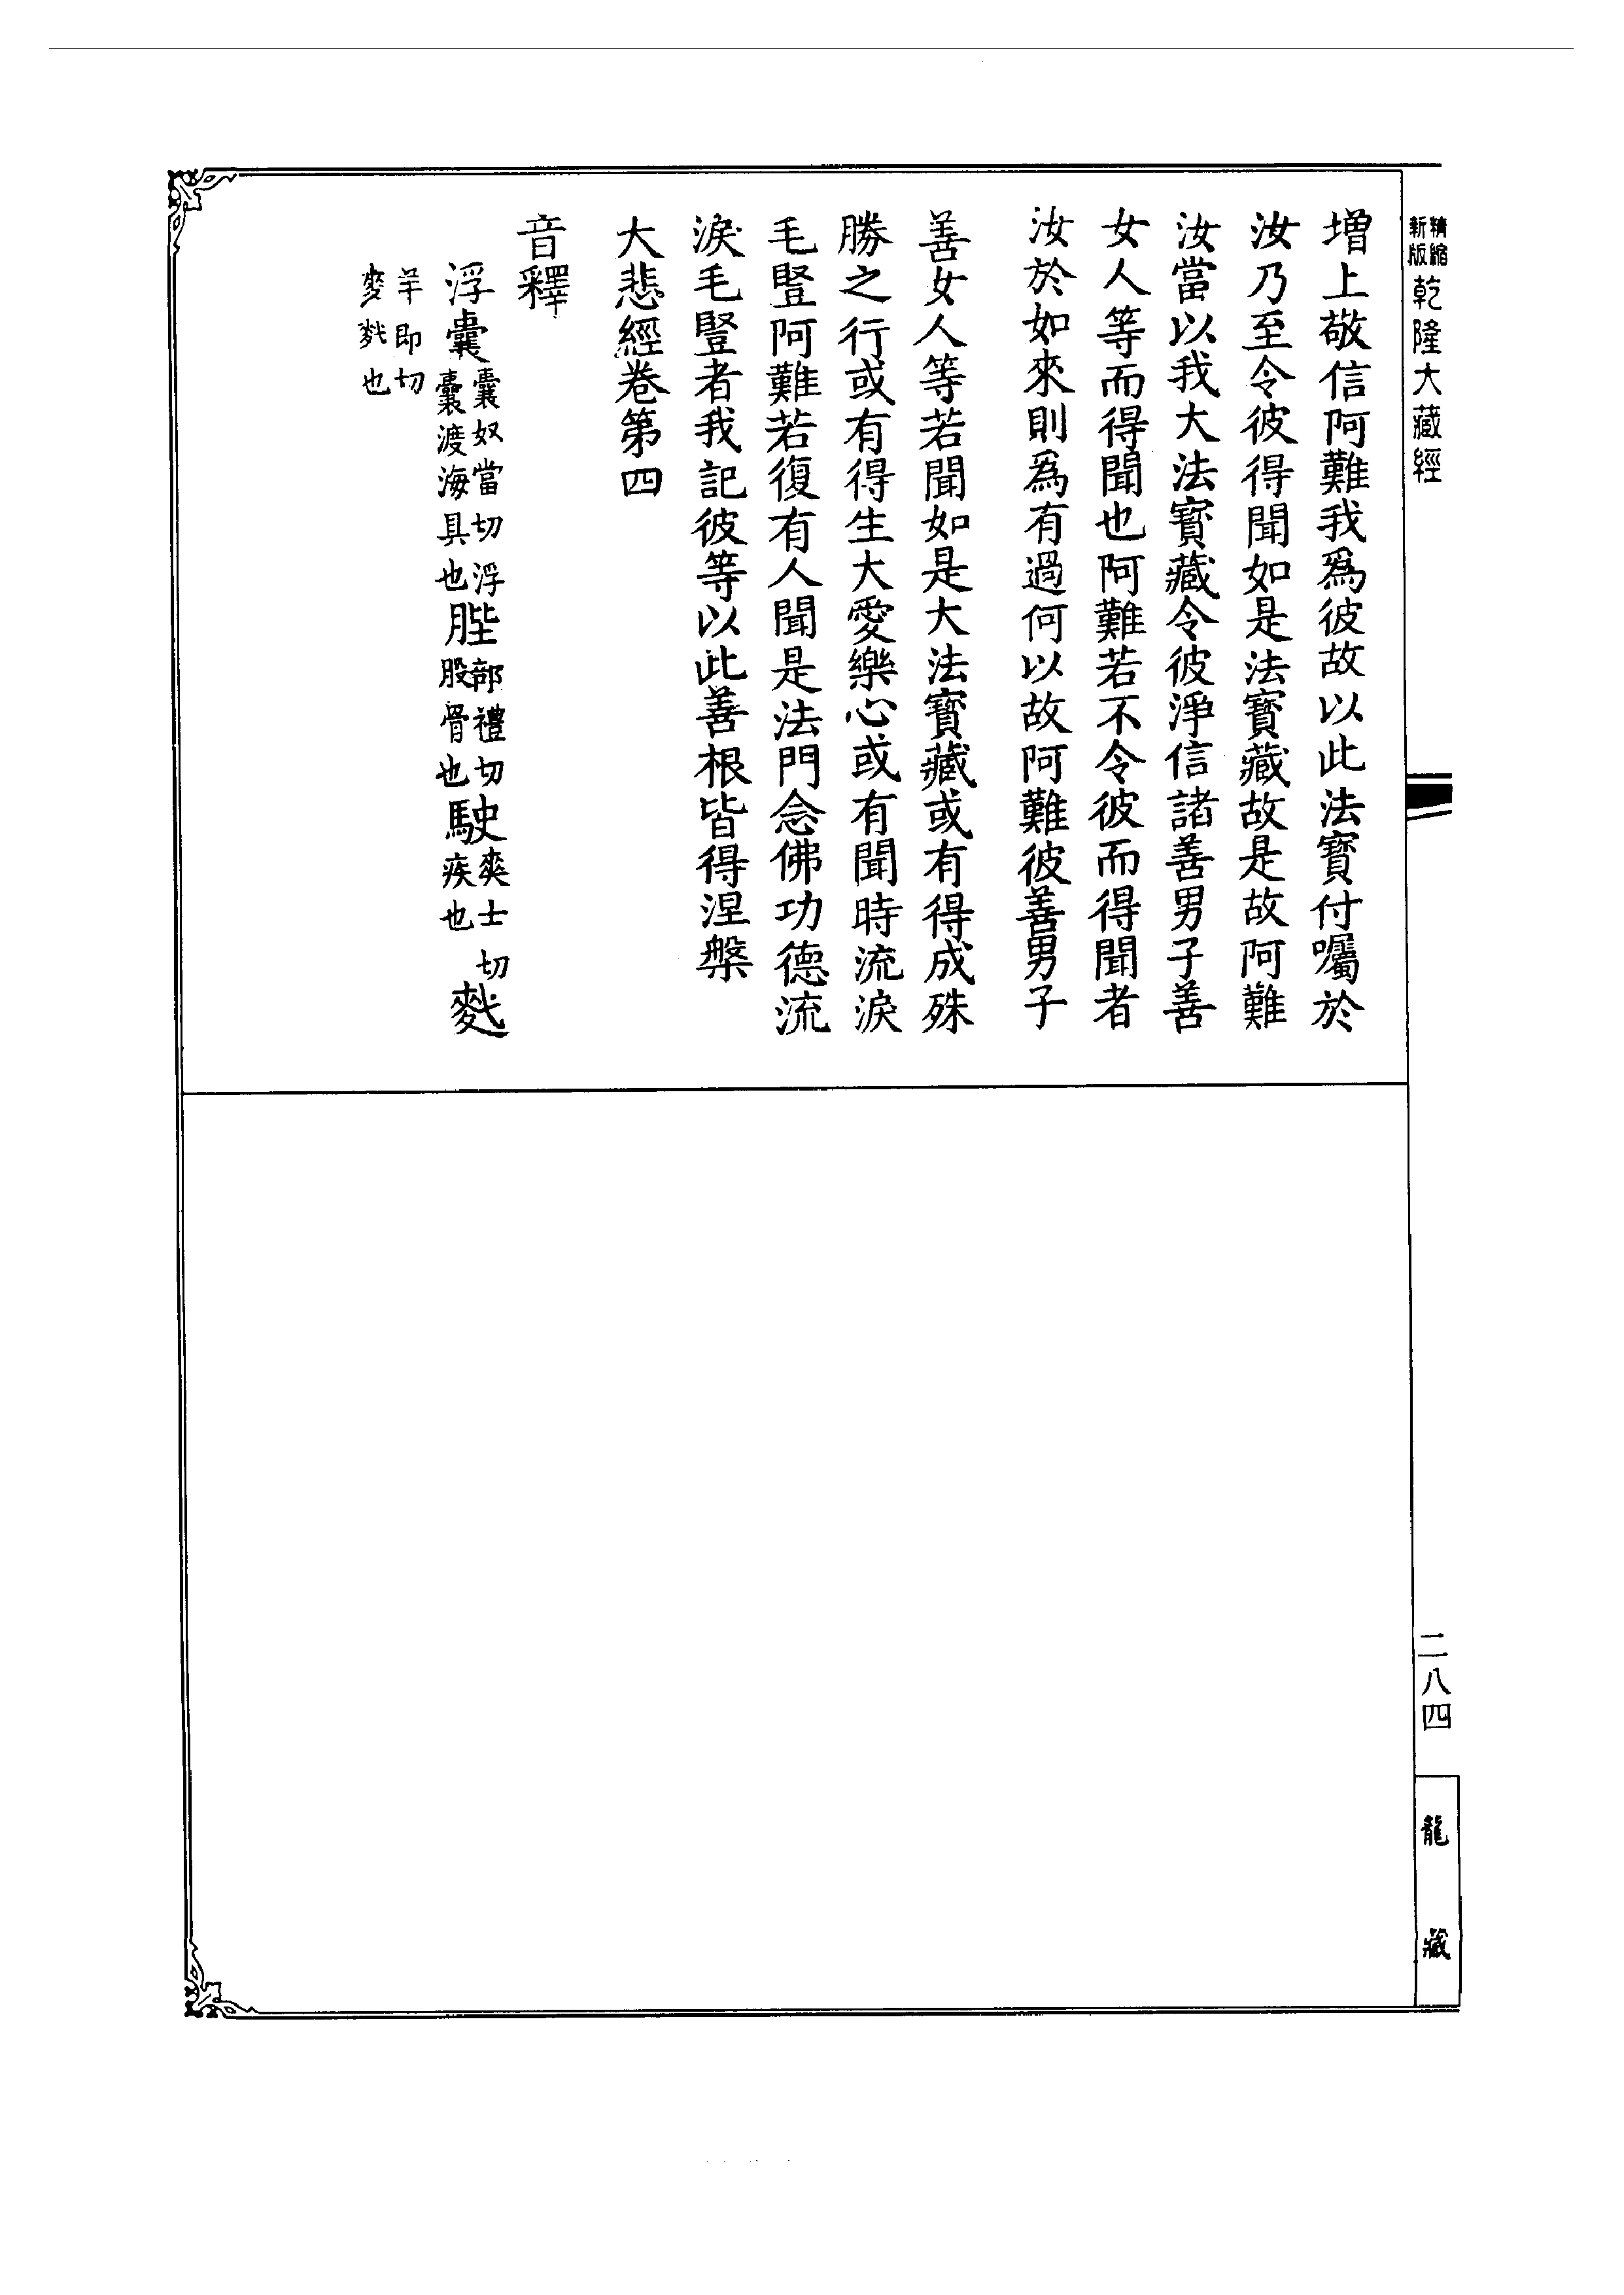 精縮新版乾隆大藏經
增上敬信阿難我爲彼故以此法寶付囑於
汝乃至令彼得聞如是法寶藏故是故阿難
汝當以我大法寶藏令彼淨信諸善男子善
女人等而得聞也阿難若不令彼而得聞者
汝於如來則爲有過何以故阿難彼善男子
善女人等若聞如是大法寶藏或有得成殊
勝之行或有得生大愛樂心或有聞時流淚
毛豎阿難若復有人聞是法門念佛功德流
淚毛豎者我記彼等以此善根皆得涅槃
大悲經卷第四
音釋
浮囊囊奴當切浮囊渡海具也䏶部禮切股骨也駛爽士切疾也麩
羊即切麥麩也
二八四
龍藏